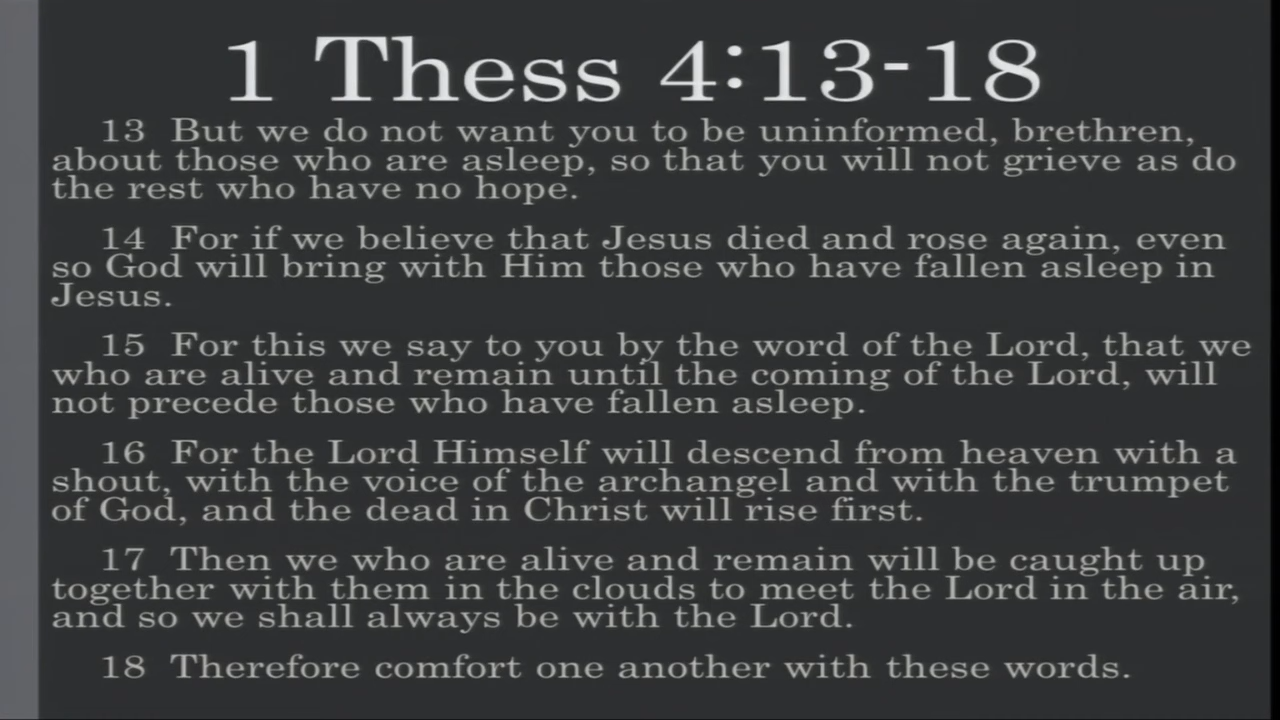 1 Thess 4:13-18
13 But we do not want you to be uninformed, brethren,
about those who are asleep, so that you will not grieve as do
the rest who have no hope.
14 For if we believe that Jesus died and rose again, even
so God will bring with Him those who have fallen asleep in
Jesus.
15 For this we say to you by the word of the Lord, that we
who are alive and remain until the coming of the Lord, will
not precede those who have fallen asleep.
16 For the Lord Himself will descend from heaven with a
shout, with the voice of the archangel and with the trumpet
of God, and the dead in Christ will rise first.
17 Then we who are alive and remain will be caught up
together with them in the clouds to meet the Lord in the air,
and so we shall always be with the Lord.
18 Therefore comfort one another with these words.